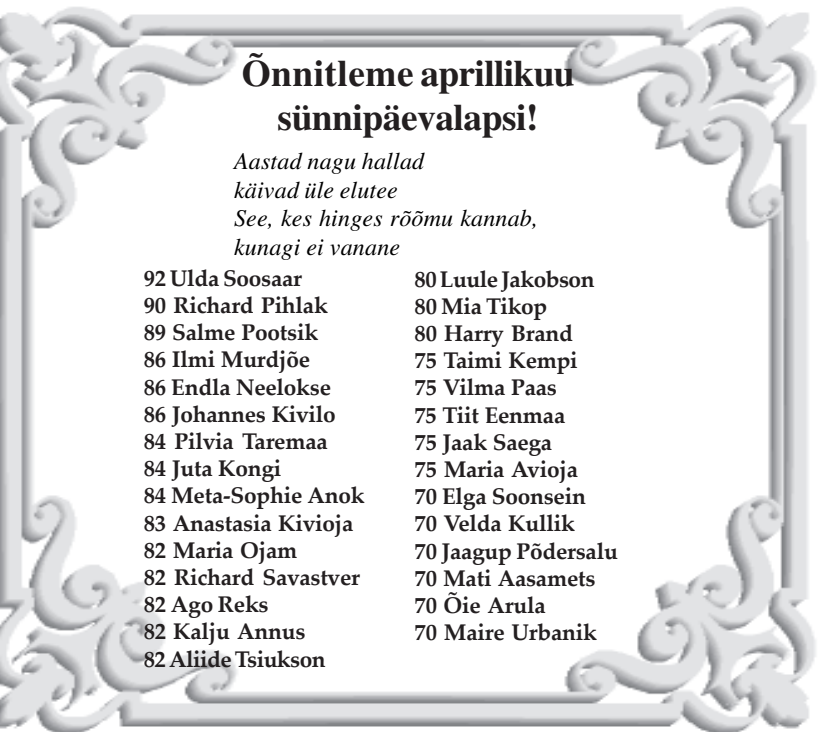 Õnnitleme aprillikuu
sünnipäevalapsi!
Aastad nagu hallad
käivad üle elutee
See, kes hinges rõõmu kannab,
kunagi ei vanane
92 Ulda Soosaar
90 Richard Pihlak
89 Salme Pootsik
86 Ilmi Murdjõe
86 Endla Neelokse
86 Johannes Kivilo
84 Pilvia Taremaa
84 Juta Kongi
84 Meta-Sophie Anok
83 Anastasia Kivioja
82 Maria Ojam
82 Richard Savastver
82 Ago Reks
82 Kalju Annus
82 Aliide Tsiukson
80 Luule Jakobson
80 Mia Tikop
80 Harry Brand
75 Taimi Kempi
75 Vilma Paas
75 Tiit Eenmaa
75 Jaak Saega
75 Maria Avioja
70 Elga Soonsein
70 Velda Kullik
70 Jaagup Põdersalu
70 Mati Aasamets
70 Õie Arula
70 Maire Urbanik